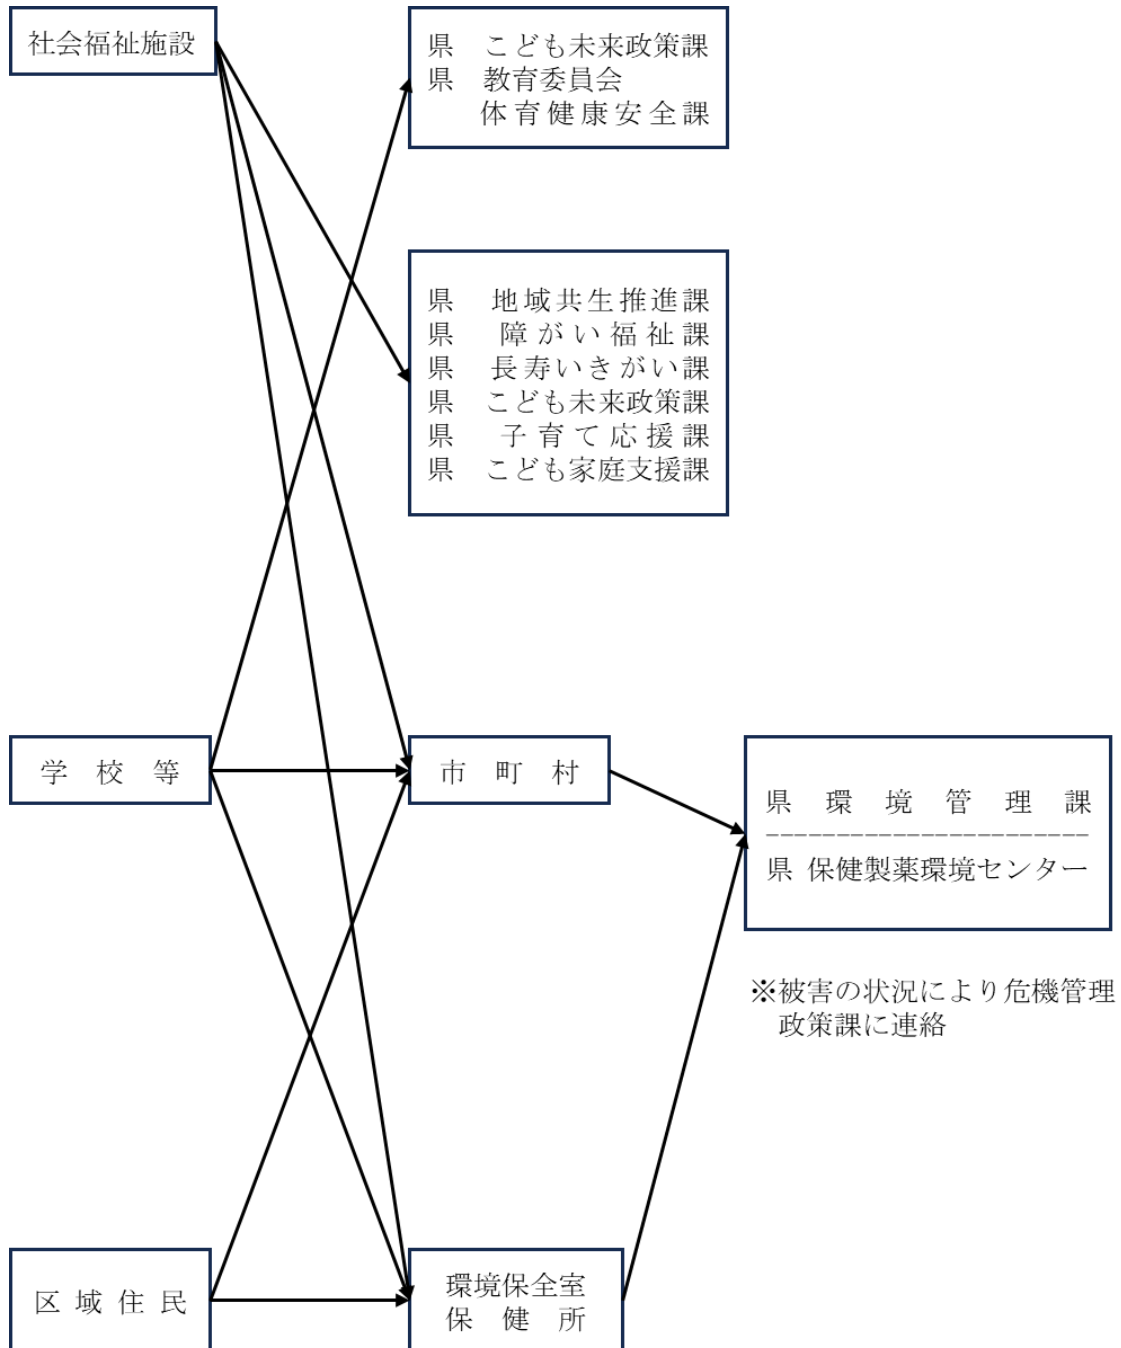 社会福祉施設
県 こども未来政策課
県 教育委員会
体育健康安全課
県 地域共生推進課
県 障がい福祉課
県 長寿いきがい課
県 こども未来政策課
県 子育て応援課
県 こども家庭支援課
学校等
市町村
県環境管理課
県 保健製薬環境センター
※被害の状況により危機管理
政策課に連絡
区域住民
環境保全室
保健所